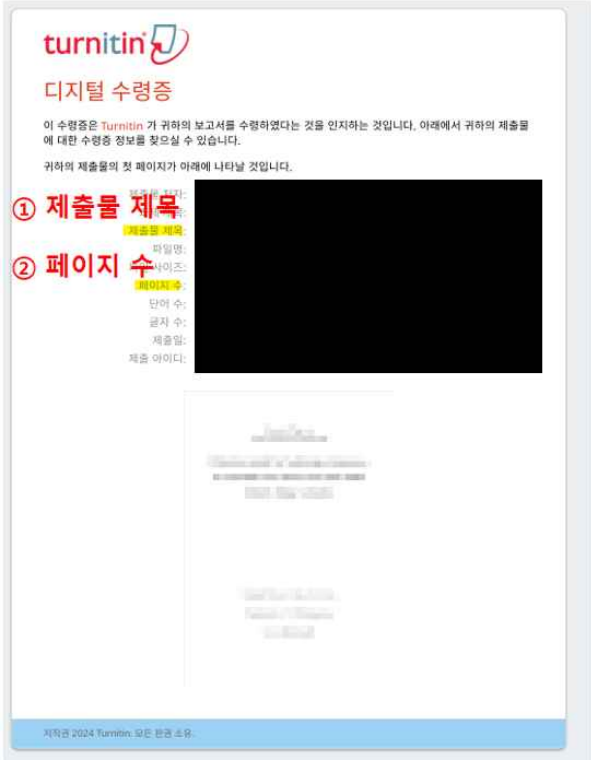 turnitin
디지털 수령증
이 수령증은 Turnitin 가 귀하의 보고서를 수령하였다는 것을 인지하는 것입니다. 아래에서 귀하의 제출물
에 대한 수령증 정보를 찾으실 수 있습니다.
귀하의 제출물의 첫 페이지가 아래에 나타날 것입니다.
① 제출물 제목
제출물 제목:
파일명:
② 페이지 수
페이지 수:
단어 수:
글자 수:
제출일:
제출 아이디:
저작권 2024 Turnitin. 모든 판권 소유.